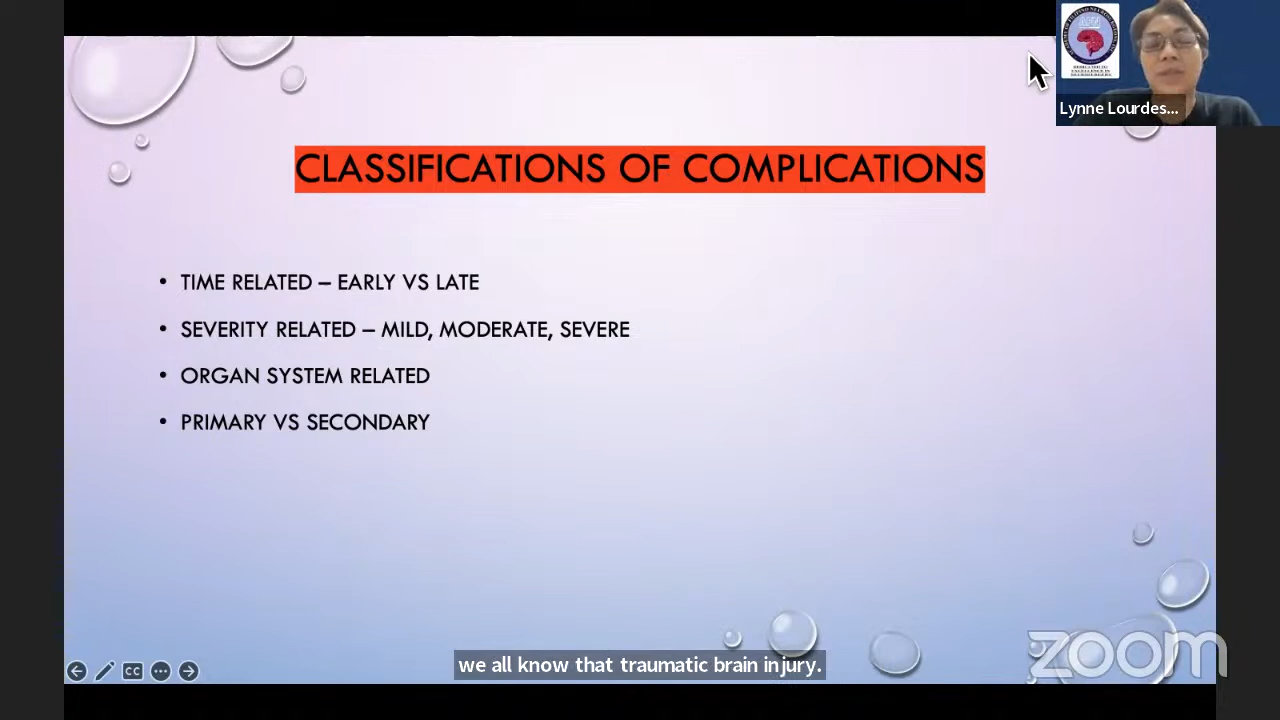 CLASSIFICATIONS OF COMPLICATIONS
• TIME RELATED – EARLY VS LATE
• SEVERITY RELATED – MILD, MODERATE, SEVERE
• ORGAN SYSTEM RELATED
• PRIMARY VS SECONDARY
Lynne Lourdes...
we all know that traumatic brain injury.
CC
zoom